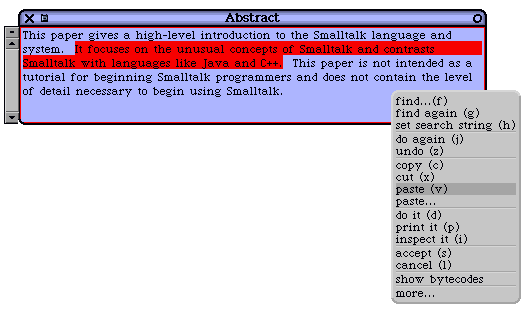 Abstract
This paper gives a high-level introduction to the Smalltalk language and
system. It focuses on the unusual concepts of Smalltalk and contrasts
Smalltalk with languages like Java and C++. This paper is not intended as a
tutorial for beginning Smalltalk programmers and does not contain the level
of detail necessary to begin using Smalltalk.
find...(f)
find again (g)
set search string (h)
do again (j)
undo (z)
copy (c)
cut (x)
paste (v)
paste...
do it (d)
print it (p)
inspect it (i)
accept (s)
cancel (l)
show bytecodes
more...